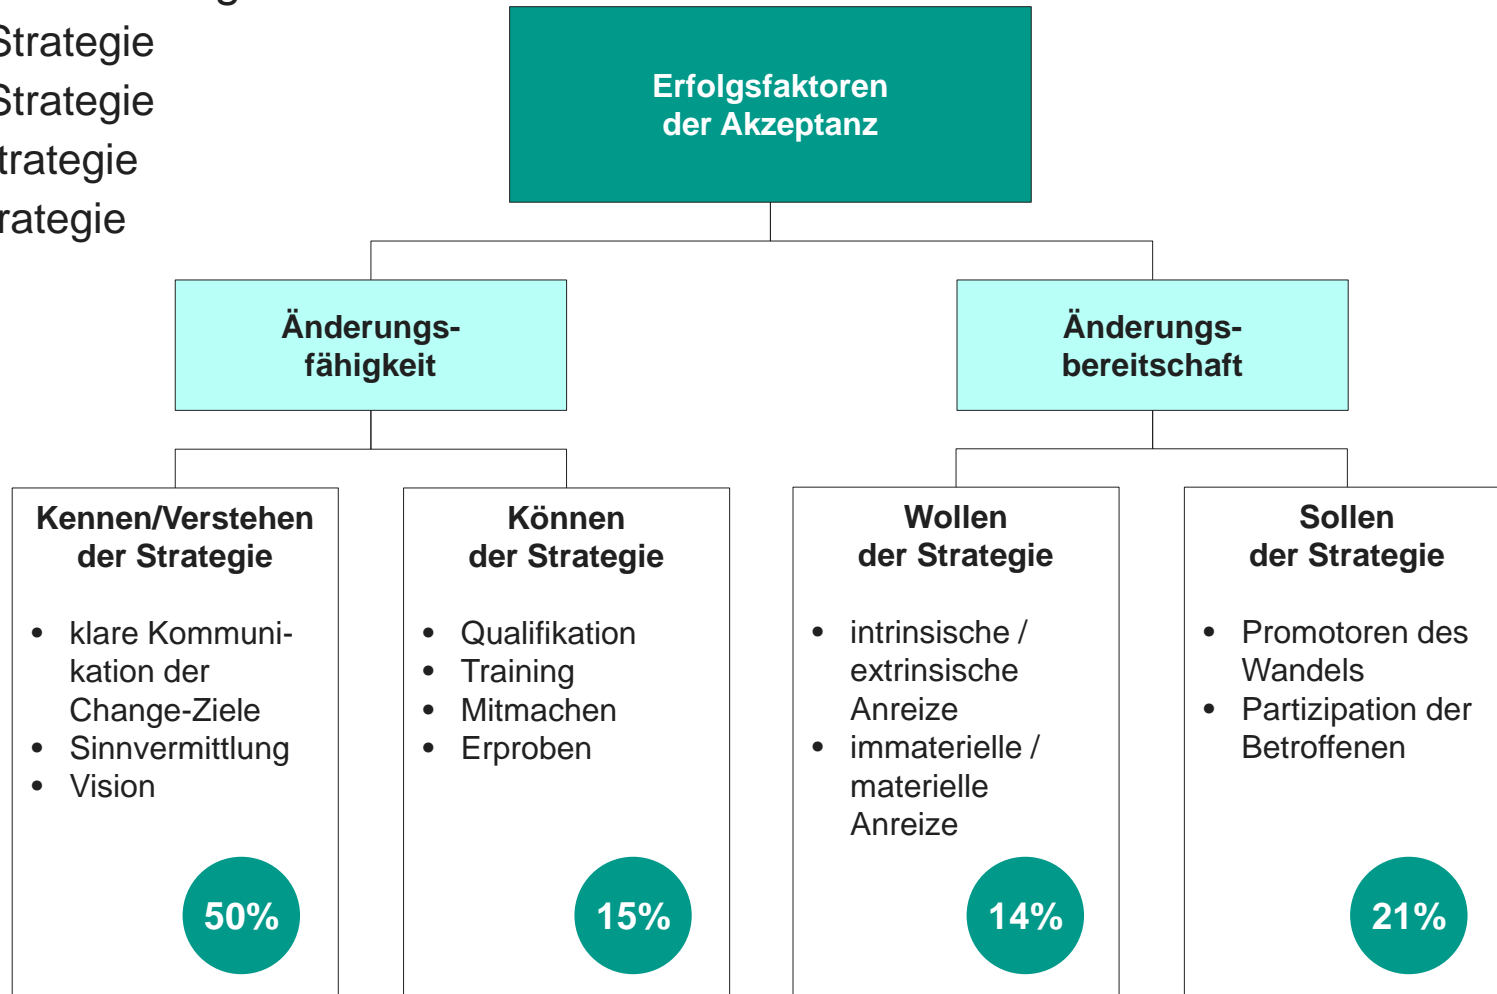 Strategie
Strategie
trategie
rategie
Erfolgsfaktoren
der Akzeptanz
Änderungs-
fähigkeit
Änderungs-
bereitschaft
Kennen/Verstehen
der Strategie
• klare Kommuni-
kation der
Change-Ziele
• Sinnvermittlung
• Vision
50%
Können
der Strategie
• Qualifikation
• Training
• Mitmachen
• Erproben
15%
Wollen
der Strategie
• intrinsische /
extrinsische
Anreize
• immaterielle /
materielle
Anreize
14%
Sollen
der Strategie
• Promotoren des
Wandels
• Partizipation der
Betroffenen
21%